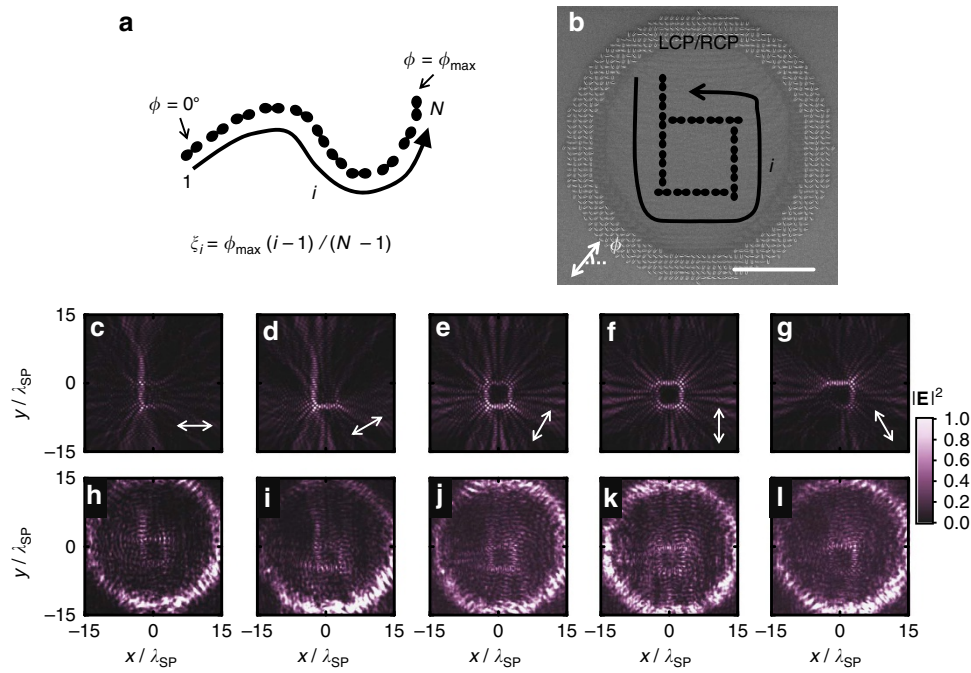 a
ϕ = ϕmax
ϕ = 0°
N
1
i
ξi = ϕmax (i − 1) / (N − 1)
b
LCP/RCP
i
ϕ
c
d
e
f
g
15
0
−15
y / λSP
|E|²
1.0
0.8
0.6
0.4
0.2
0.0
h
i
j
k
l
15
0
−15
y / λSP
−15 0 15 −15 0 15 −15 0 15 −15 0 15 −15 0 15
x / λSP x / λSP x / λSP x / λSP x / λSP